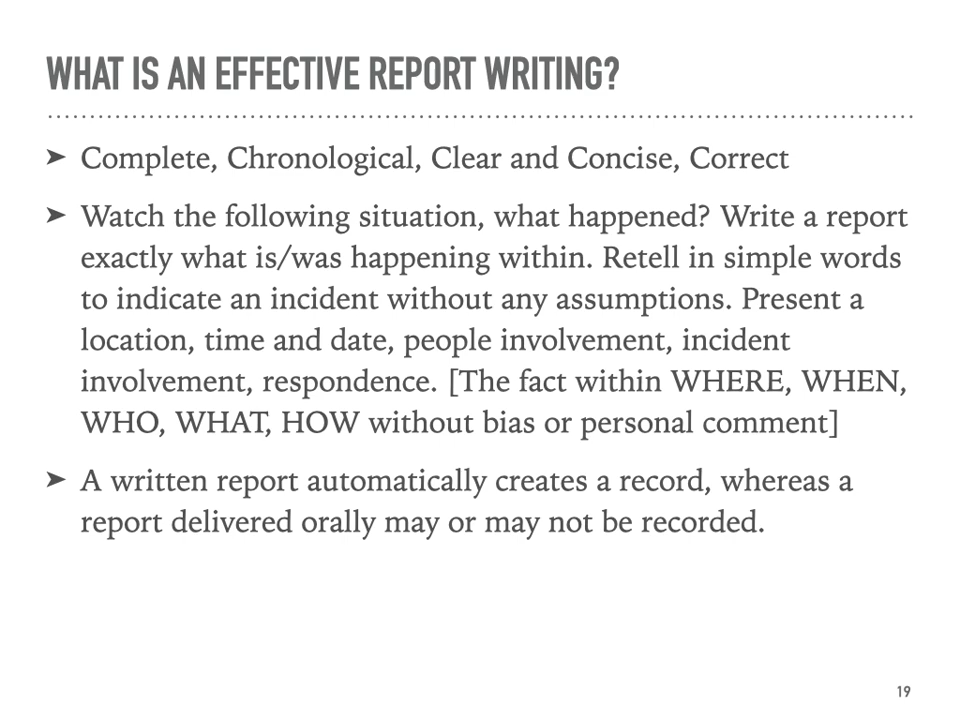 WHAT IS AN EFFECTIVE REPORT WRITING?
➤ Complete, Chronological, Clear and Concise, Correct
➤ Watch the following situation, what happened? Write a report
exactly what is/was happening within. Retell in simple words
to indicate an incident without any assumptions. Present a
location, time and date, people involvement, incident
involvement, respondence. [The fact within WHERE, WHEN,
WHO, WHAT, HOW without bias or personal comment]
➤ A written report automatically creates a record, whereas a
report delivered orally may or may not be recorded.
19